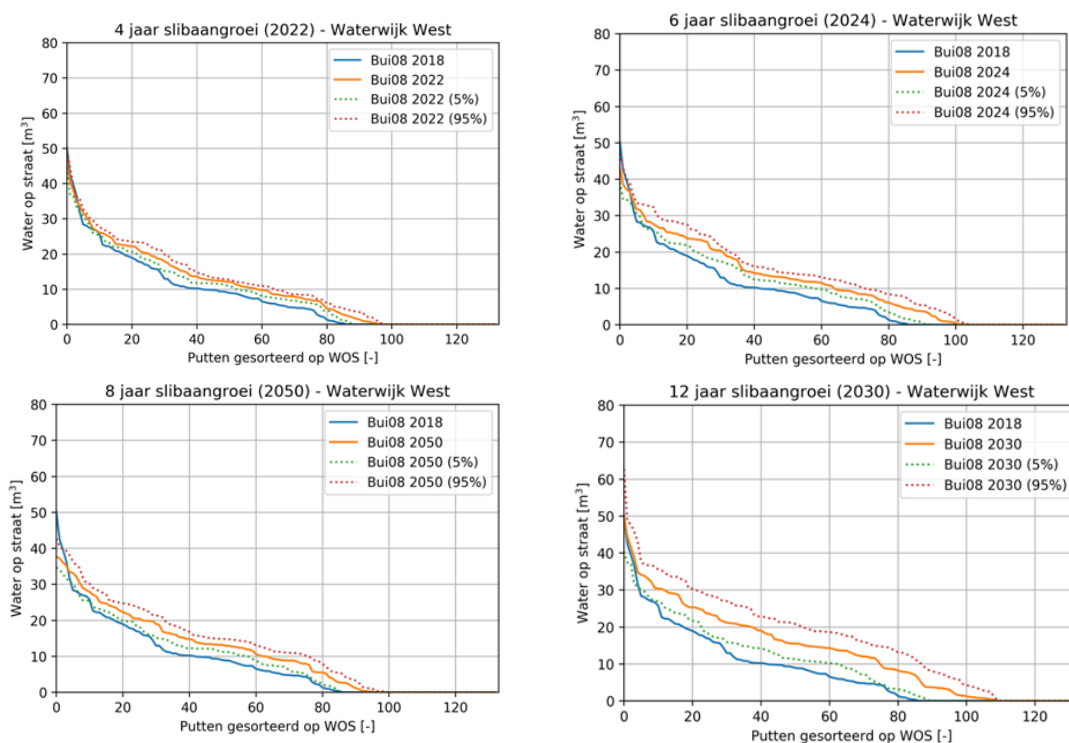 4 jaar slibaangroei (2022) - Waterwijk West
80
70
60
50
40
30
20
10
0
Water op straat [m³]
Bui08 2018
Bui08 2022
Bui08 2022 (5%)
Bui08 2022 (95%)
0 20 40 60 80 100 120
Putten gesorteerd op WOS [-]
6 jaar slibaangroei (2024) - Waterwijk West
80
70
60
50
40
30
20
10
0
Water op straat [m³]
Bui08 2018
Bui08 2024
Bui08 2024 (5%)
Bui08 2024 (95%)
0 20 40 60 80 100 120
Putten gesorteerd op WOS [-]
8 jaar slibaangroei (2050) - Waterwijk West
80
70
60
50
40
30
20
10
0
Water op straat [m³]
Bui08 2018
Bui08 2050
Bui08 2050 (5%)
Bui08 2050 (95%)
0 20 40 60 80 100 120
Putten gesorteerd op WOS [-]
12 jaar slibaangroei (2030) - Waterwijk West
80
70
60
50
40
30
20
10
0
Water op straat [m³]
Bui08 2018
Bui08 2030
Bui08 2030 (5%)
Bui08 2030 (95%)
0 20 40 60 80 100 120
Putten gesorteerd op WOS [-]